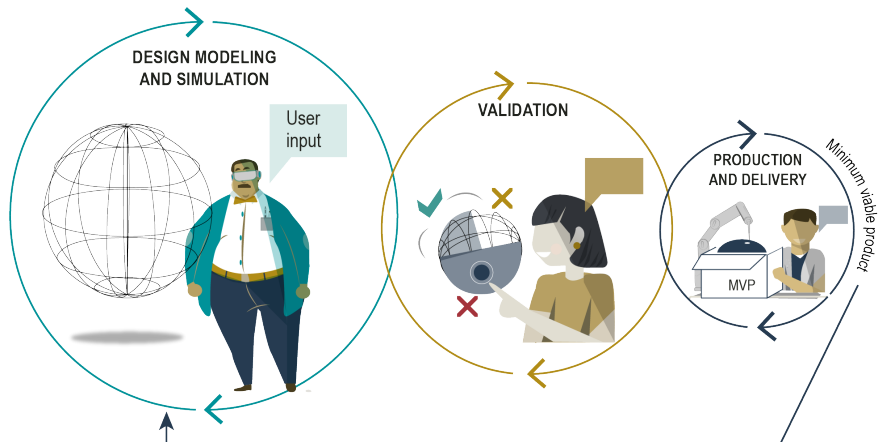 DESIGN MODELING
AND SIMULATION
User
input
VALIDATION
PRODUCTION
AND DELIVERY
MVP
Minimum viable product